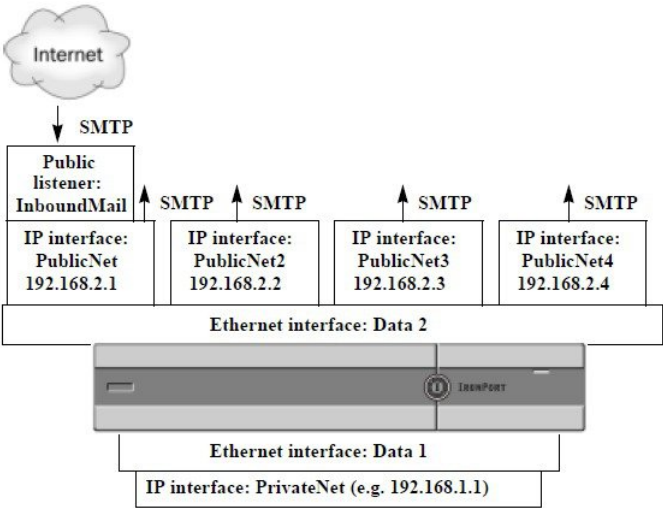 Internet
SMTP
Public
listener:
InboundMail
SMTP
SMTP
SMTP
SMTP
IP interface:
PublicNet
192.168.2.1
IP interface:
PublicNet2
192.168.2.2
IP interface:
PublicNet3
192.168.2.3
IP interface:
PublicNet4
192.168.2.4
Ethernet interface: Data 2
IRONPORT
Ethernet interface: Data 1
IP interface: PrivateNet (e.g. 192.168.1.1)